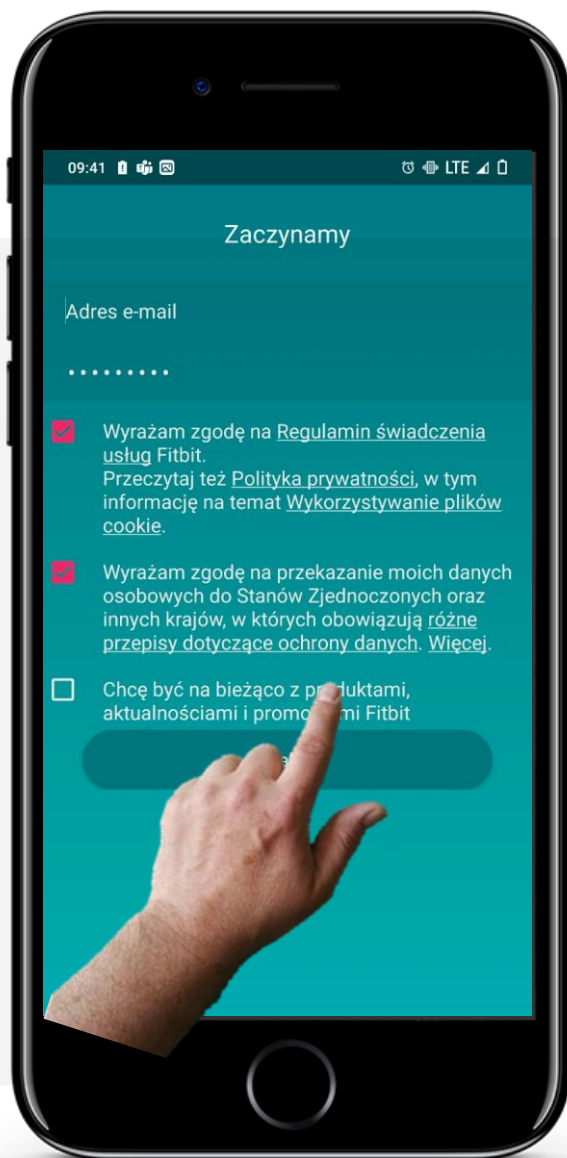 09:41 LTE
Zaczynamy
Adres e-mail
•••••••••
Wyrażam zgodę na Regulamin świadczenia
usług Fitbit.
Przeczytaj też Polityka prywatności, w tym
informację na temat Wykorzystywanie plików
cookie.
Wyrażam zgodę na przekazanie moich danych
osobowych do Stanów Zjednoczonych oraz
innych krajów, w których obowiązują różne
przepisy dotyczące ochrony danych. Więcej.
Chcę być na bieżąco z produktami,
aktualnościami i Fitbit